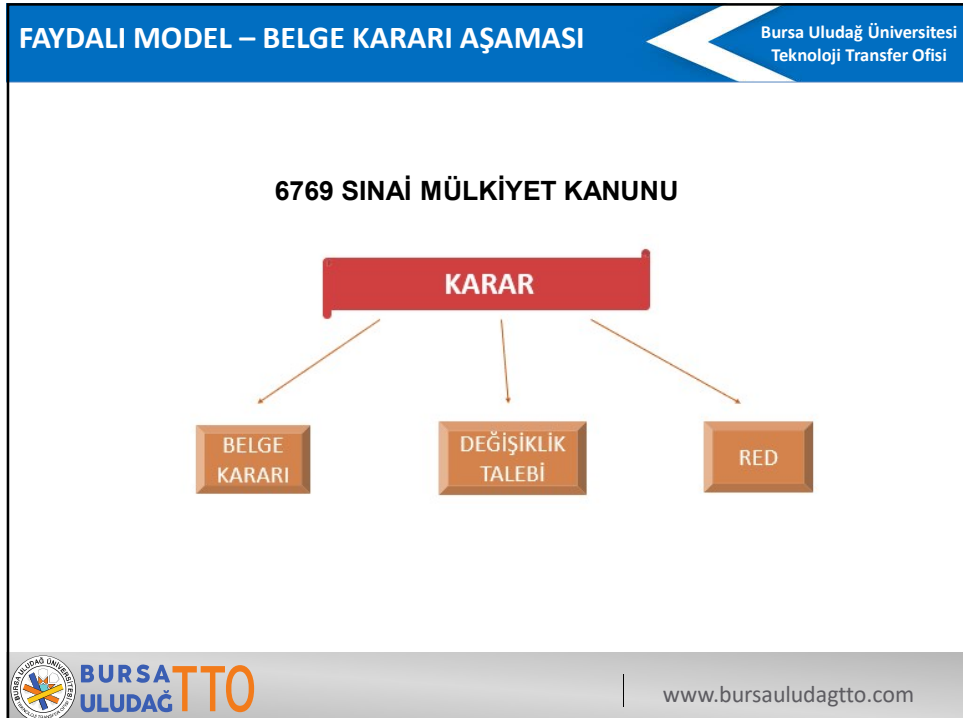 FAYDALI MODEL – BELGE KARARI AŞAMASI
Bursa Uludağ Üniversitesi
Teknoloji Transfer Ofisi
6769 SINAİ MÜLKİYET KANUNU
KARAR
BELGE
KARARI
DEĞİŞİKLİK
TALEBİ
RED
BURSA
ULUDAĞ
TTO
www.bursauludagtto.com